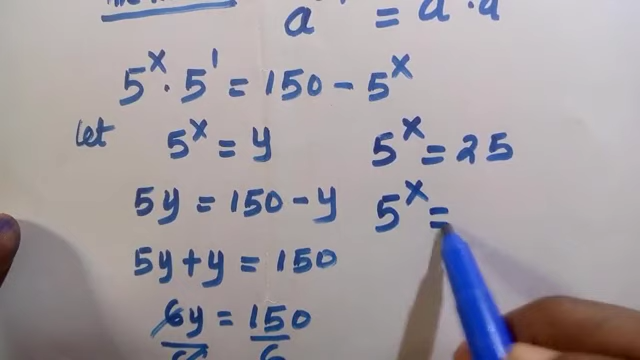 a = a · a
5^x · 5^1 = 150 - 5^x
let 5^x = y
5y = 150 - y
5y + y = 150
6y = 150
6 6
5^x = 25
5^x =